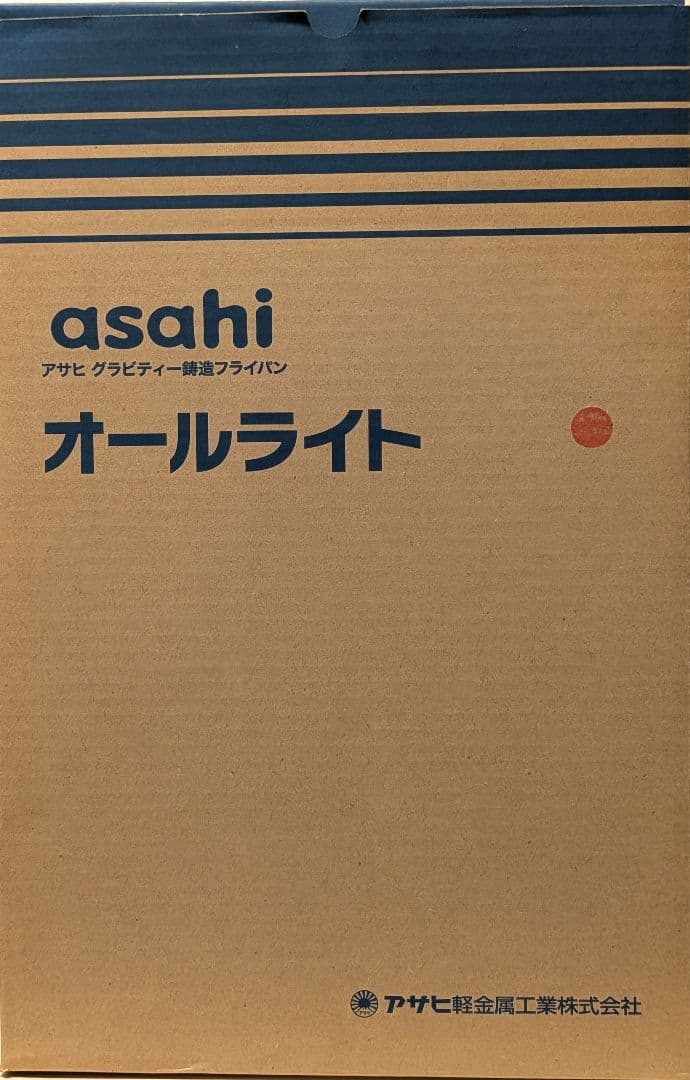 asahi
アサヒ グラビティー鋳造フライパン
オールライト
アサヒ軽金属工業株式会社